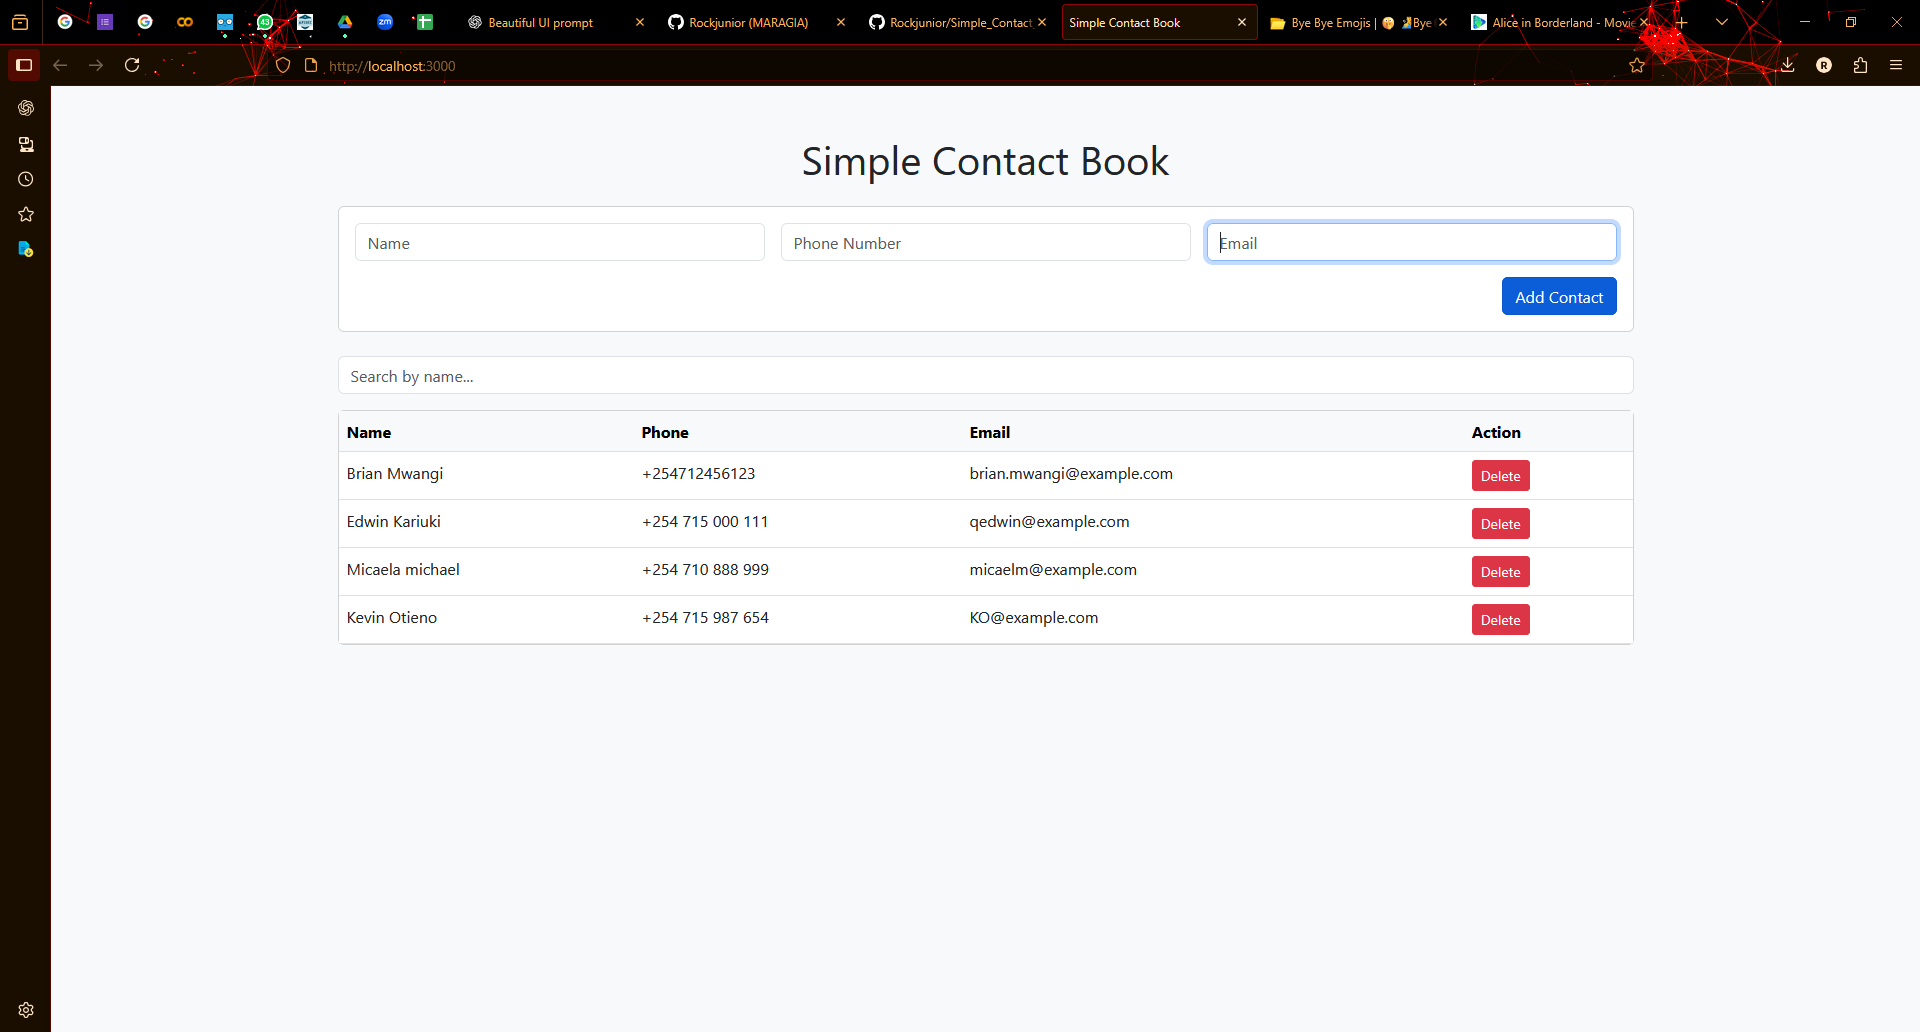 43
zm
Beautiful UI prompt
Rockjunior (MARAGIA)
Rockjunior/Simple_Contact
Simple Contact Book
Bye Bye Emojis | Bye
Alice in Borderland - Movie
http://localhost:3000
R
Simple Contact Book
Name Phone Number Email
Add Contact
Search by name...
Name Phone Email Action
Brian Mwangi +254712456123 brian.mwangi@example.com Delete
Edwin Kariuki +254 715 000 111 qedwin@example.com Delete
Micaela michael +254 710 888 999 micaelm@example.com Delete
Kevin Otieno +254 715 987 654 KO@example.com Delete